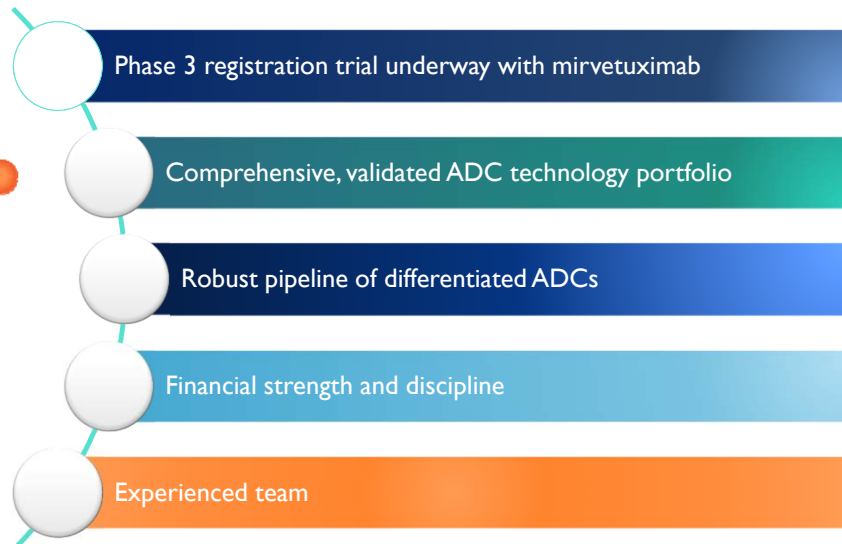 Phase 3 registration trial underway with mirvetuximab
Comprehensive, validated ADC technology portfolio
Robust pipeline of differentiated ADCs
Financial strength and discipline
Experienced team